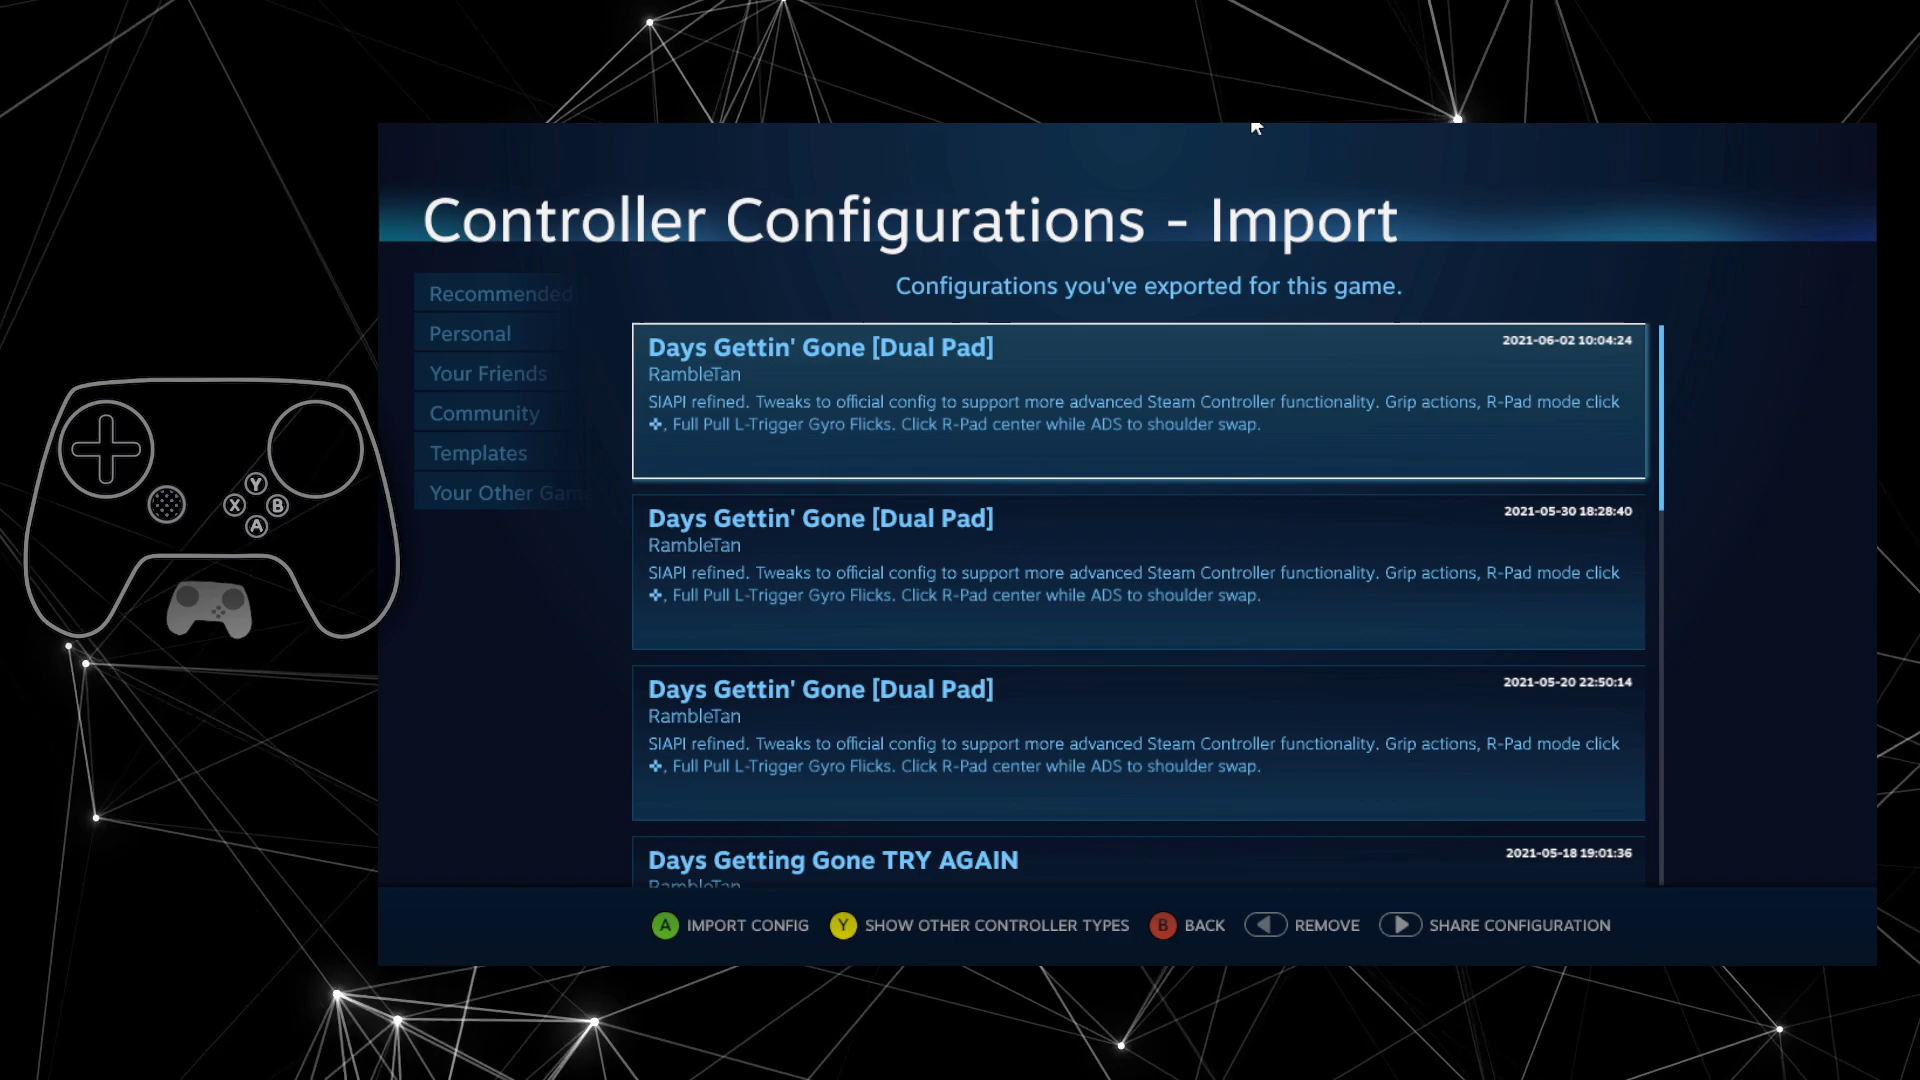 Controller Configurations - Import
Configurations you've exported for this game.
Recommended
Personal
Your Friends
Community
Templates
Your Other Gam
Days Gettin' Gone [Dual Pad]
2021-06-02 10:04:24
RambleTan
SIAPI refined. Tweaks to official config to support more advanced Steam Controller functionality. Grip actions, R-Pad mode click
✜, Full Pull L-Trigger Gyro Flicks. Click R-Pad center while ADS to shoulder swap.
Days Gettin' Gone [Dual Pad]
2021-05-30 18:28:40
RambleTan
SIAPI refined. Tweaks to official config to support more advanced Steam Controller functionality. Grip actions, R-Pad mode click
✜, Full Pull L-Trigger Gyro Flicks. Click R-Pad center while ADS to shoulder swap.
Days Gettin' Gone [Dual Pad]
2021-05-20 22:50:14
RambleTan
SIAPI refined. Tweaks to official config to support more advanced Steam Controller functionality. Grip actions, R-Pad mode click
✜, Full Pull L-Trigger Gyro Flicks. Click R-Pad center while ADS to shoulder swap.
Days Getting Gone TRY AGAIN
2021-05-18 19:01:36
RambleTan
Y
X B
A
A IMPORT CONFIG Y SHOW OTHER CONTROLLER TYPES B BACK REMOVE SHARE CONFIGURATION